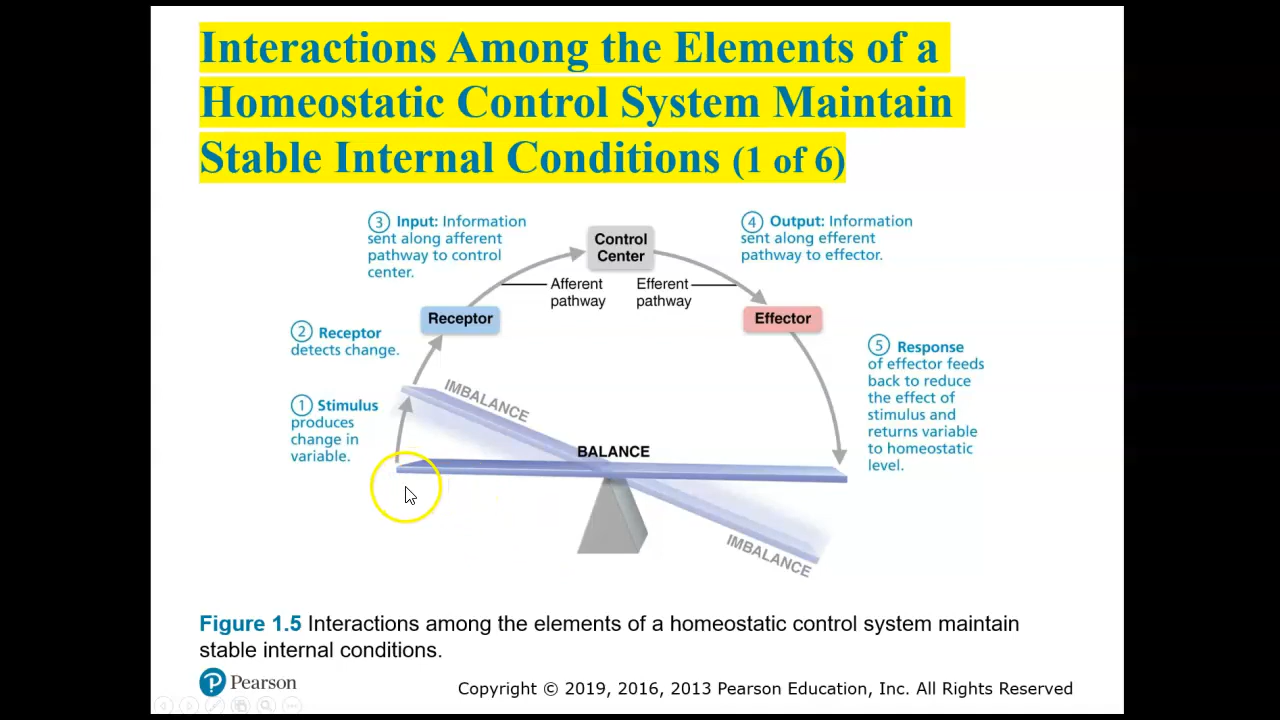 Interactions Among the Elements of a
Homeostatic Control System Maintain
Stable Internal Conditions (1 of 6)
3 Input: Information
sent along afferent
pathway to control
center.
Control
Center
4 Output: Information
sent along efferent
pathway to effector.
Afferent
pathway
Efferent
pathway
Receptor
Effector
2 Receptor
detects change.
5 Response
of effector feeds
back to reduce
the effect of
stimulus and
returns variable
to homeostatic
level.
1 Stimulus
produces
change in
variable.
IMBALANCE
BALANCE
IMBALANCE
Figure 1.5 Interactions among the elements of a homeostatic control system maintain
stable internal conditions.
P Pearson
Copyright © 2019, 2016, 2013 Pearson Education, Inc. All Rights Reserved